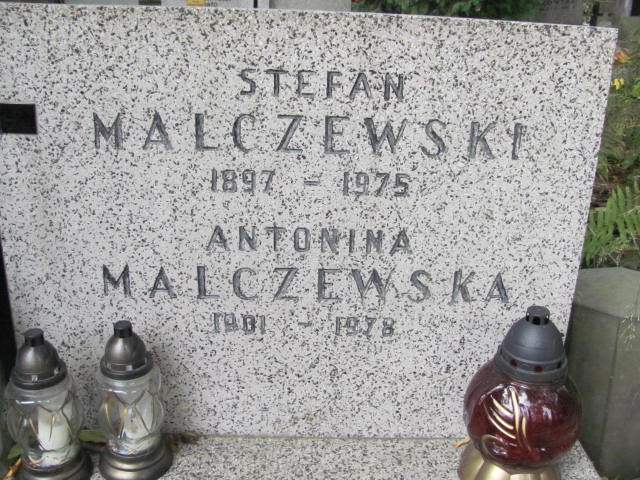 STEFAN
MALCZEWSKI
1897 - 1975
ANTONINA
MALCZEWSKA
1901 - 1978